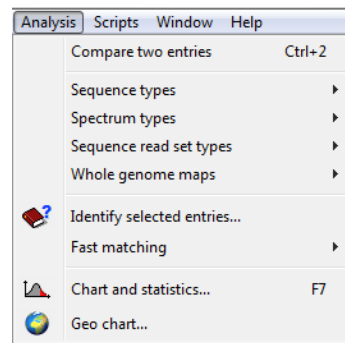 Analysis Scripts Window Help
Compare two entries Ctrl+2
Sequence types
Spectrum types
Sequence read set types
Whole genome maps
Identify selected entries...
Fast matching
Chart and statistics... F7
Geo chart...